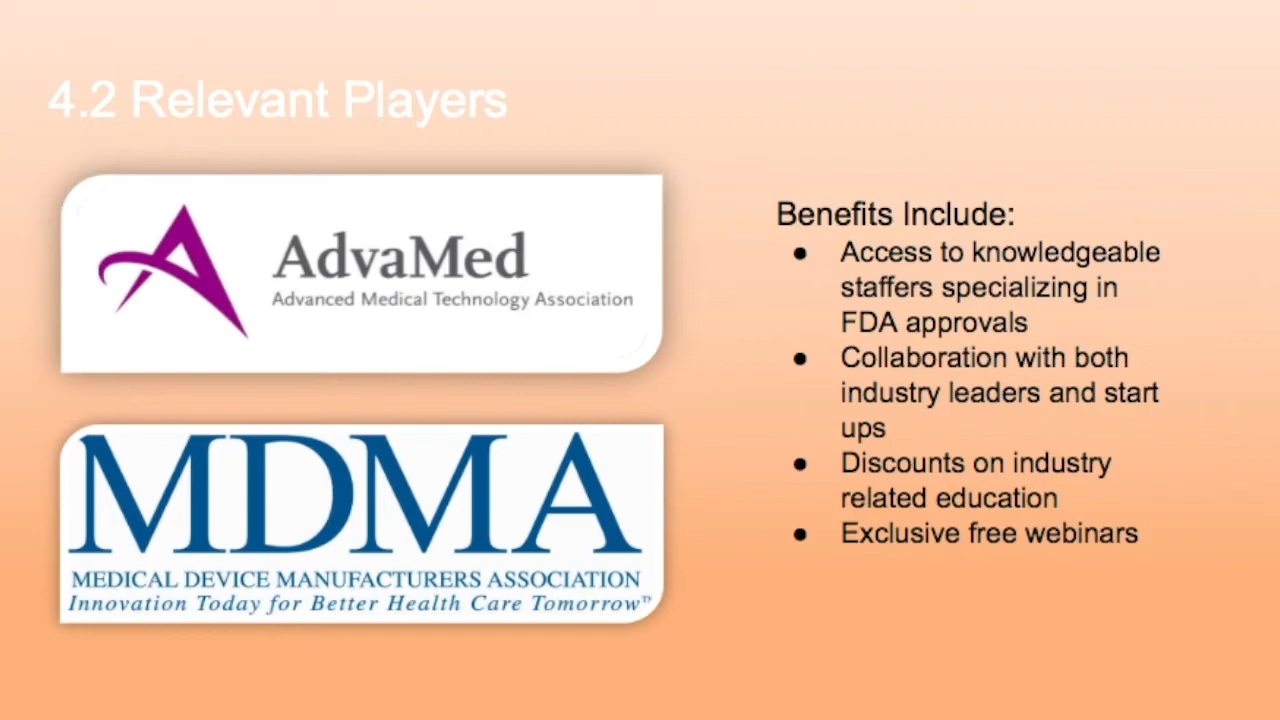 4.2 Relevant Players
AdvaMed
Advanced Medical Technology Association
MDMA
MEDICAL DEVICE MANUFACTURERS ASSOCIATION
Innovation Today for Better Health Care Tomorrow™
Benefits Include:
● Access to knowledgeable
staffers specializing in
FDA approvals
● Collaboration with both
industry leaders and start
ups
● Discounts on industry
related education
● Exclusive free webinars